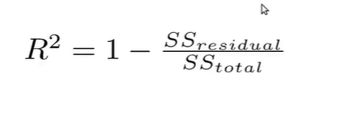 R² = 1 − SS_residual / SS_total